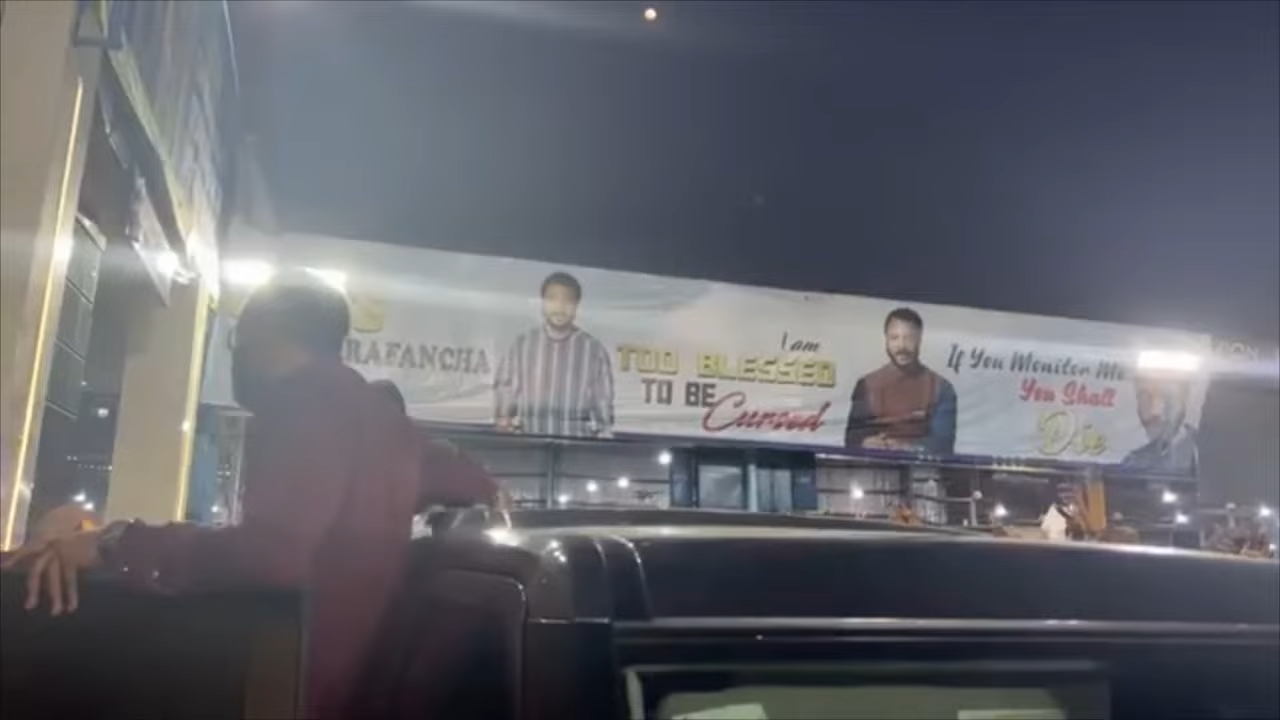 RAFANCHA
I am
TOO BLESSED
TO BE
Cursed
If You Monitor Me
You Shall
Die